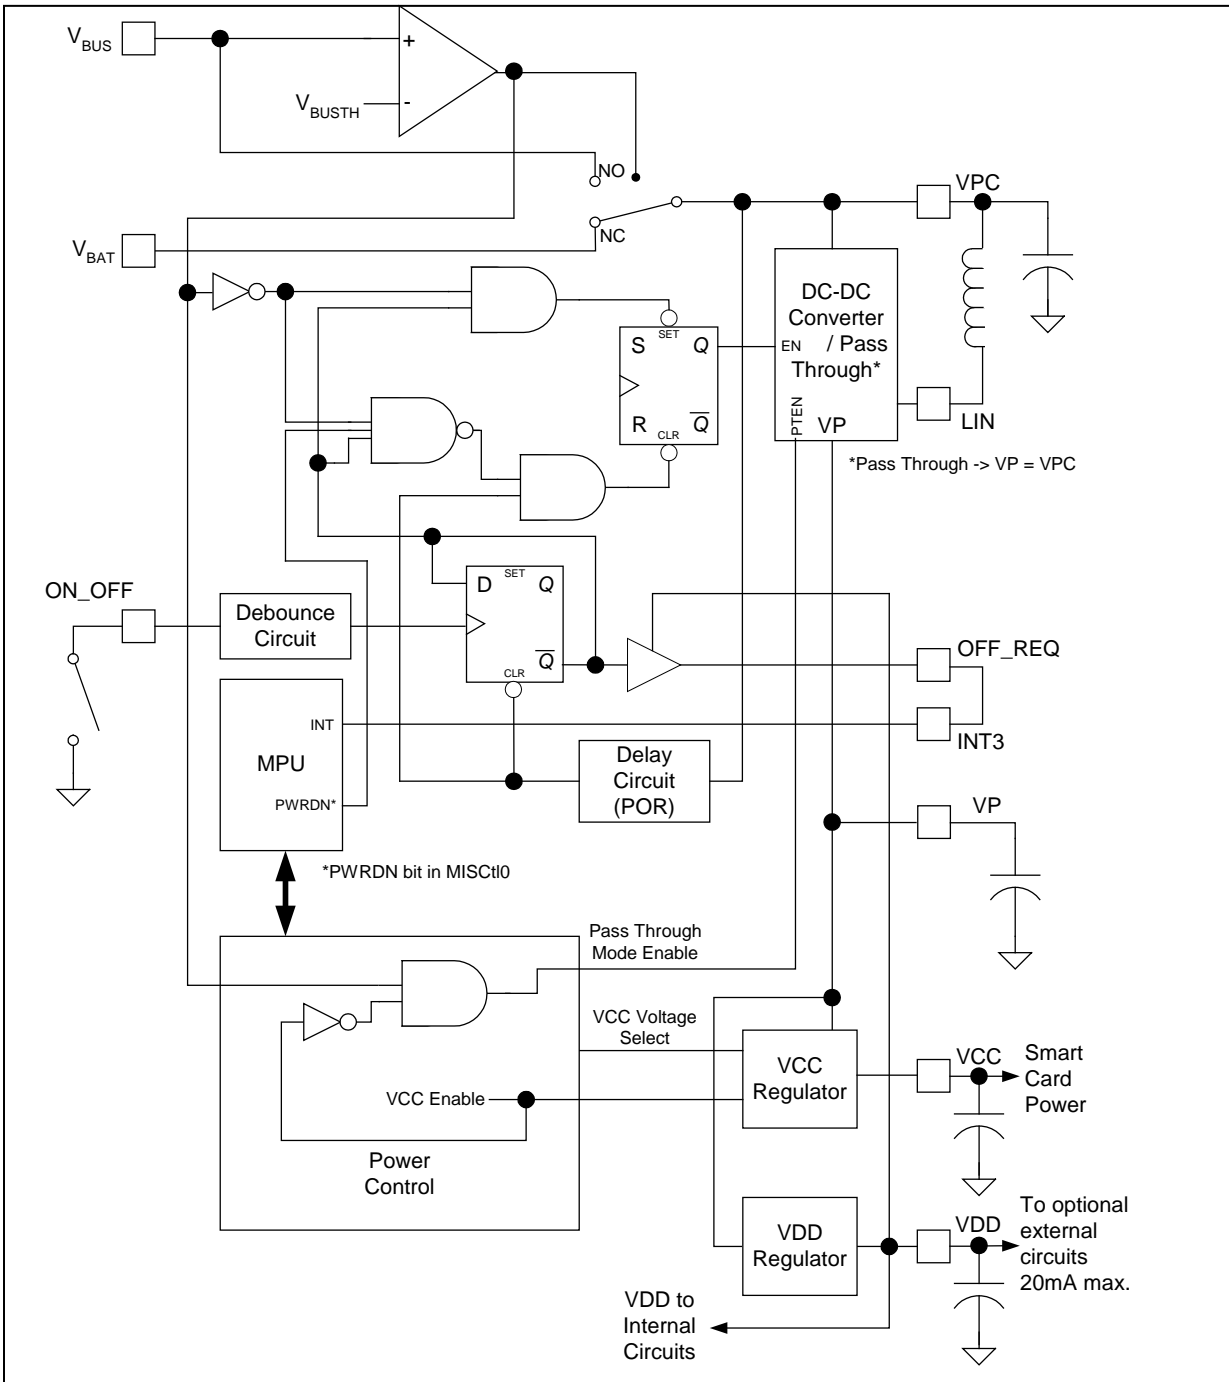 VBUS
+
VBUSTH
-
NO
VPC
NC
VBAT
DC-DC
Converter
/ Pass
Through*
EN
PTEN
VP
SET
S
Q
R
Q
CLR
LIN
*Pass Through -> VP = VPC
ON_OFF
Debounce
Circuit
D
SET
Q
Q
CLR
OFF_REQ
INT
INT3
MPU
PWRDN*
Delay
Circuit
(POR)
VP
*PWRDN bit in MISCtl0
Pass Through
Mode Enable
VCC Voltage
Select
VCC Enable
Power
Control
VCC
Regulator
VCC
Smart
Card
Power
VDD
Regulator
VDD
To optional
external
circuits
20mA max.
VDD to
Internal
Circuits